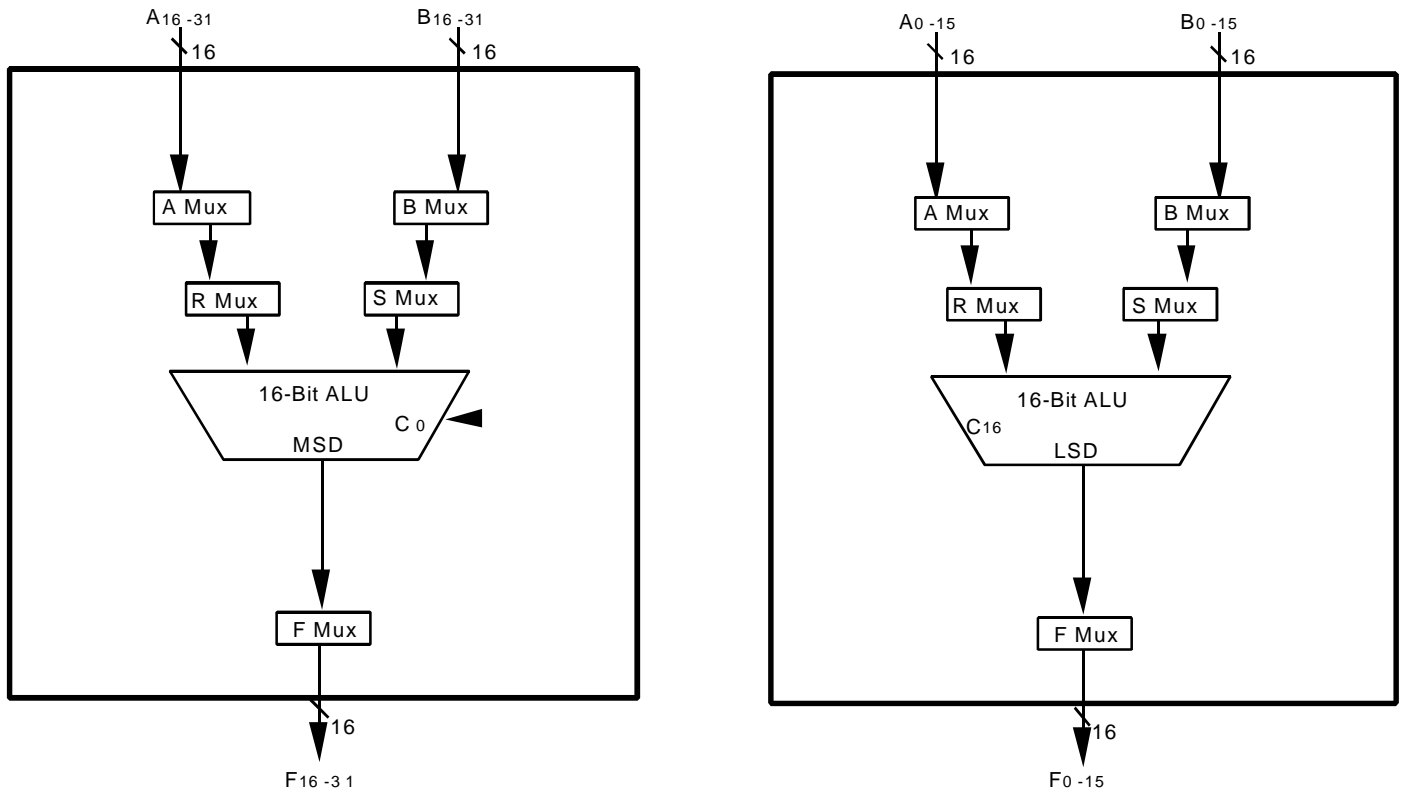 A16 -31
B16 -31
16
16
A Mux
B Mux
R Mux
S Mux
16-Bit ALU
C 0
MSD
F Mux
16
F16 -3 1
A0 -15
B0 -15
16
16
A Mux
B Mux
R Mux
S Mux
16-Bit ALU
C16
LSD
F Mux
16
F0 -15